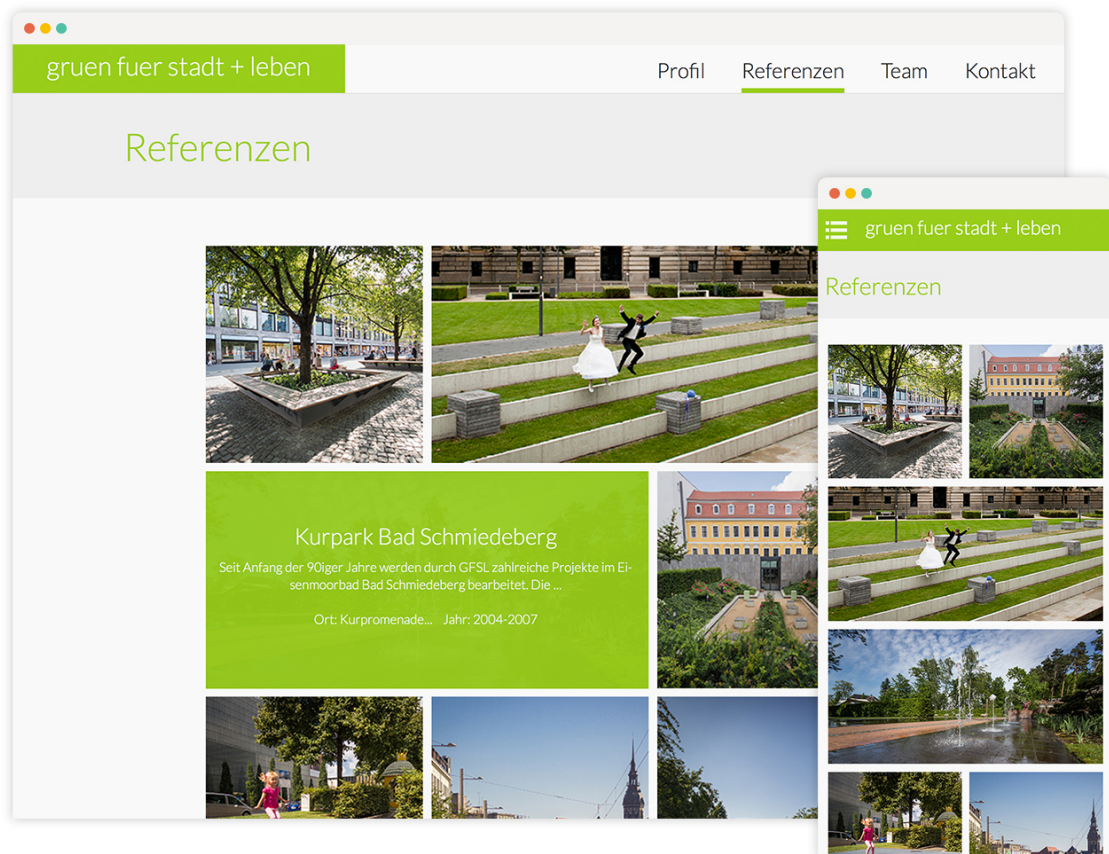 gruen fuer stadt + leben
Profil Referenzen Team Kontakt
Referenzen
Kurpark Bad Schmiedeberg
Seit Anfang der 90iger Jahre werden durch GFSL zahlreiche Projekte im Ei-
senmoorbad Bad Schmiedeberg bearbeitet. Die ...
Ort: Kurpromenade... Jahr: 2004-2007
gruen fuer stadt + leben
Referenzen